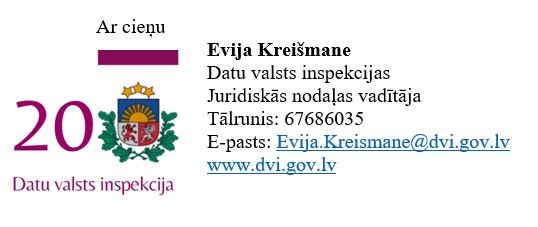 Ar cieņu
Evija Kreišmane
Datu valsts inspekcijas
Juridiskās nodaļas vadītāja
Tālrunis: 67686035
E-pasts: Evija.Kreismane@dvi.gov.lv
www.dvi.gov.lv
20
Datu valsts inspekcija